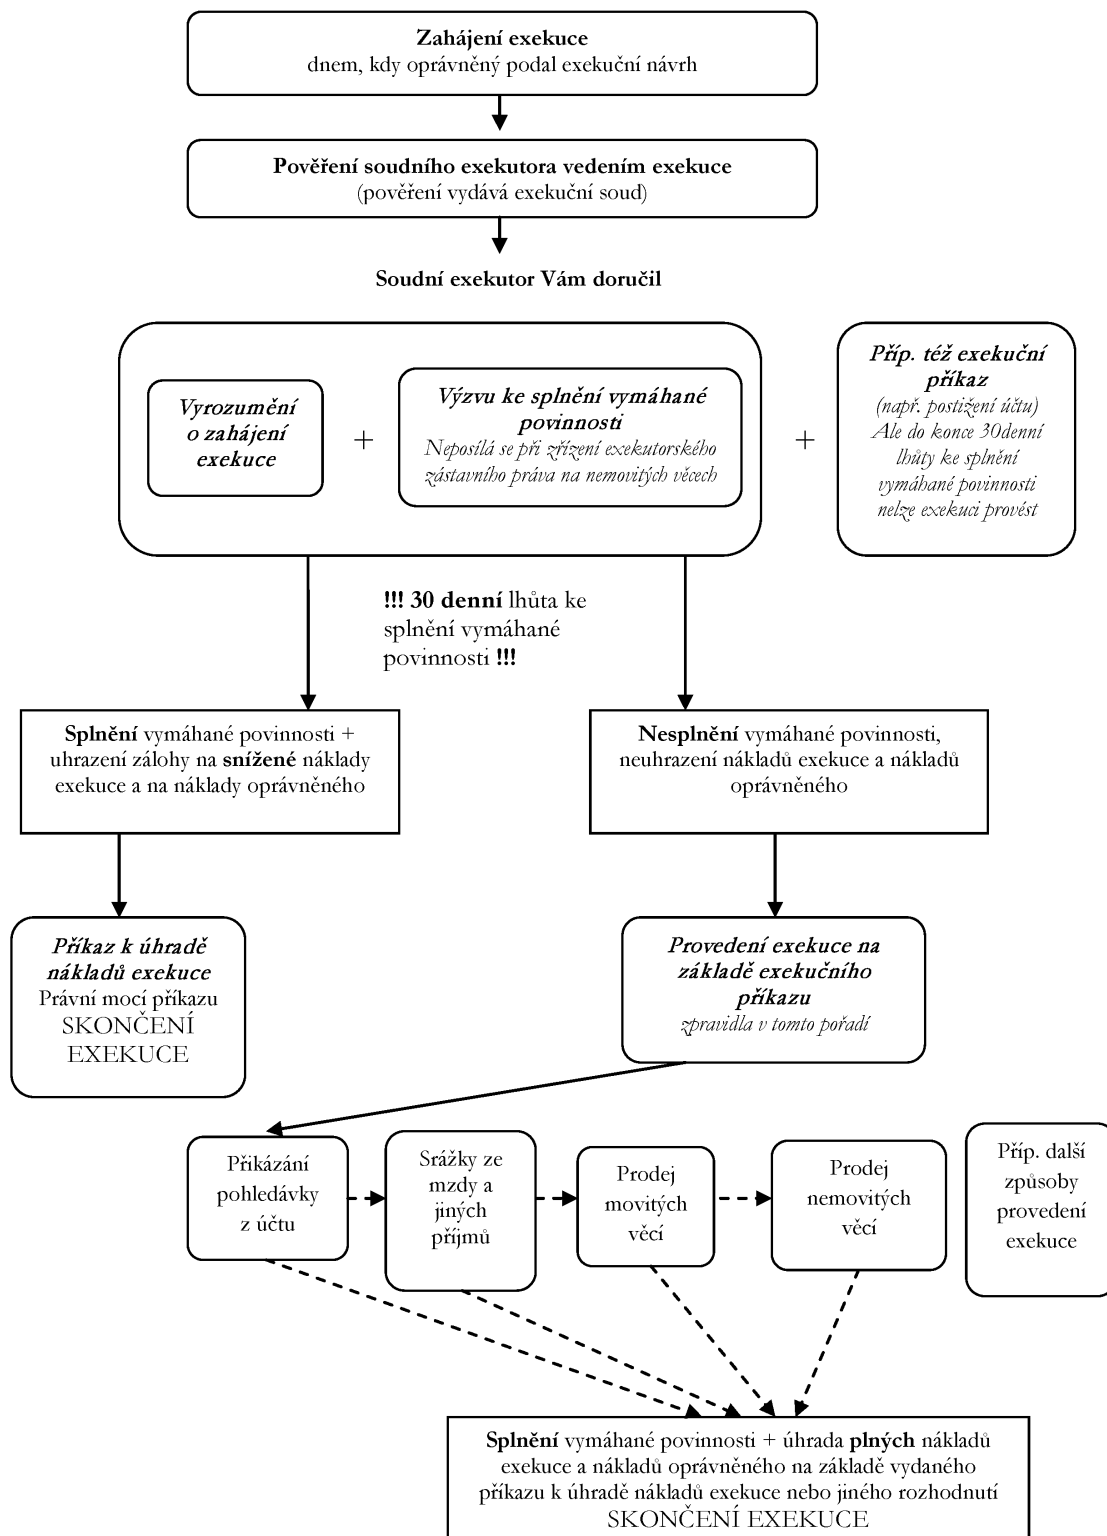 Zahájení exekuce
dnem, kdy oprávněný podal exekuční návrh
Pověření soudního exekutora vedením exekuce
(pověření vydává exekuční soud)
Soudní exekutor Vám doručil
Vyrozumění
o zahájení
exekuce
+
Výzvu ke splnění vymáhané
povinnosti
Neposílá se při zřízení exekutorského
zástavního práva na nemovitých věcech
+
Příp. též exekuční
příkaz
(např. postižení účtu)
Ale do konce 30denní
lhůty ke splnění
vymáhané povinnosti
nelze exekuci provést
!!! 30 denní lhůta ke
splnění vymáhané
povinnosti !!!
Splnění vymáhané povinnosti +
uhrazení zálohy na snížené náklady
exekuce a na náklady oprávněného
Nesplnění vymáhané povinnosti,
neuhrazení nákladů exekuce a nákladů
oprávněného
Příkaz k úhradě
nákladů exekuce
Právní mocí příkazu
SKONČENÍ
EXEKUCE
Provedení exekuce na
základě exekučního
příkazu
zpravidla v tomto pořadí
Přikázání
pohledávky
z účtu
Srážky ze
mzdy a
jiných
příjmů
Prodej
movitých
věcí
Prodej
nemovitých
věcí
Příp. další
způsoby
provedení
exekuce
Splnění vymáhané povinnosti + úhrada plných nákladů
exekuce a nákladů oprávněného na základě vydaného
příkazu k úhradě nákladů exekuce nebo jiného rozhodnutí
SKONČENÍ EXEKUCE